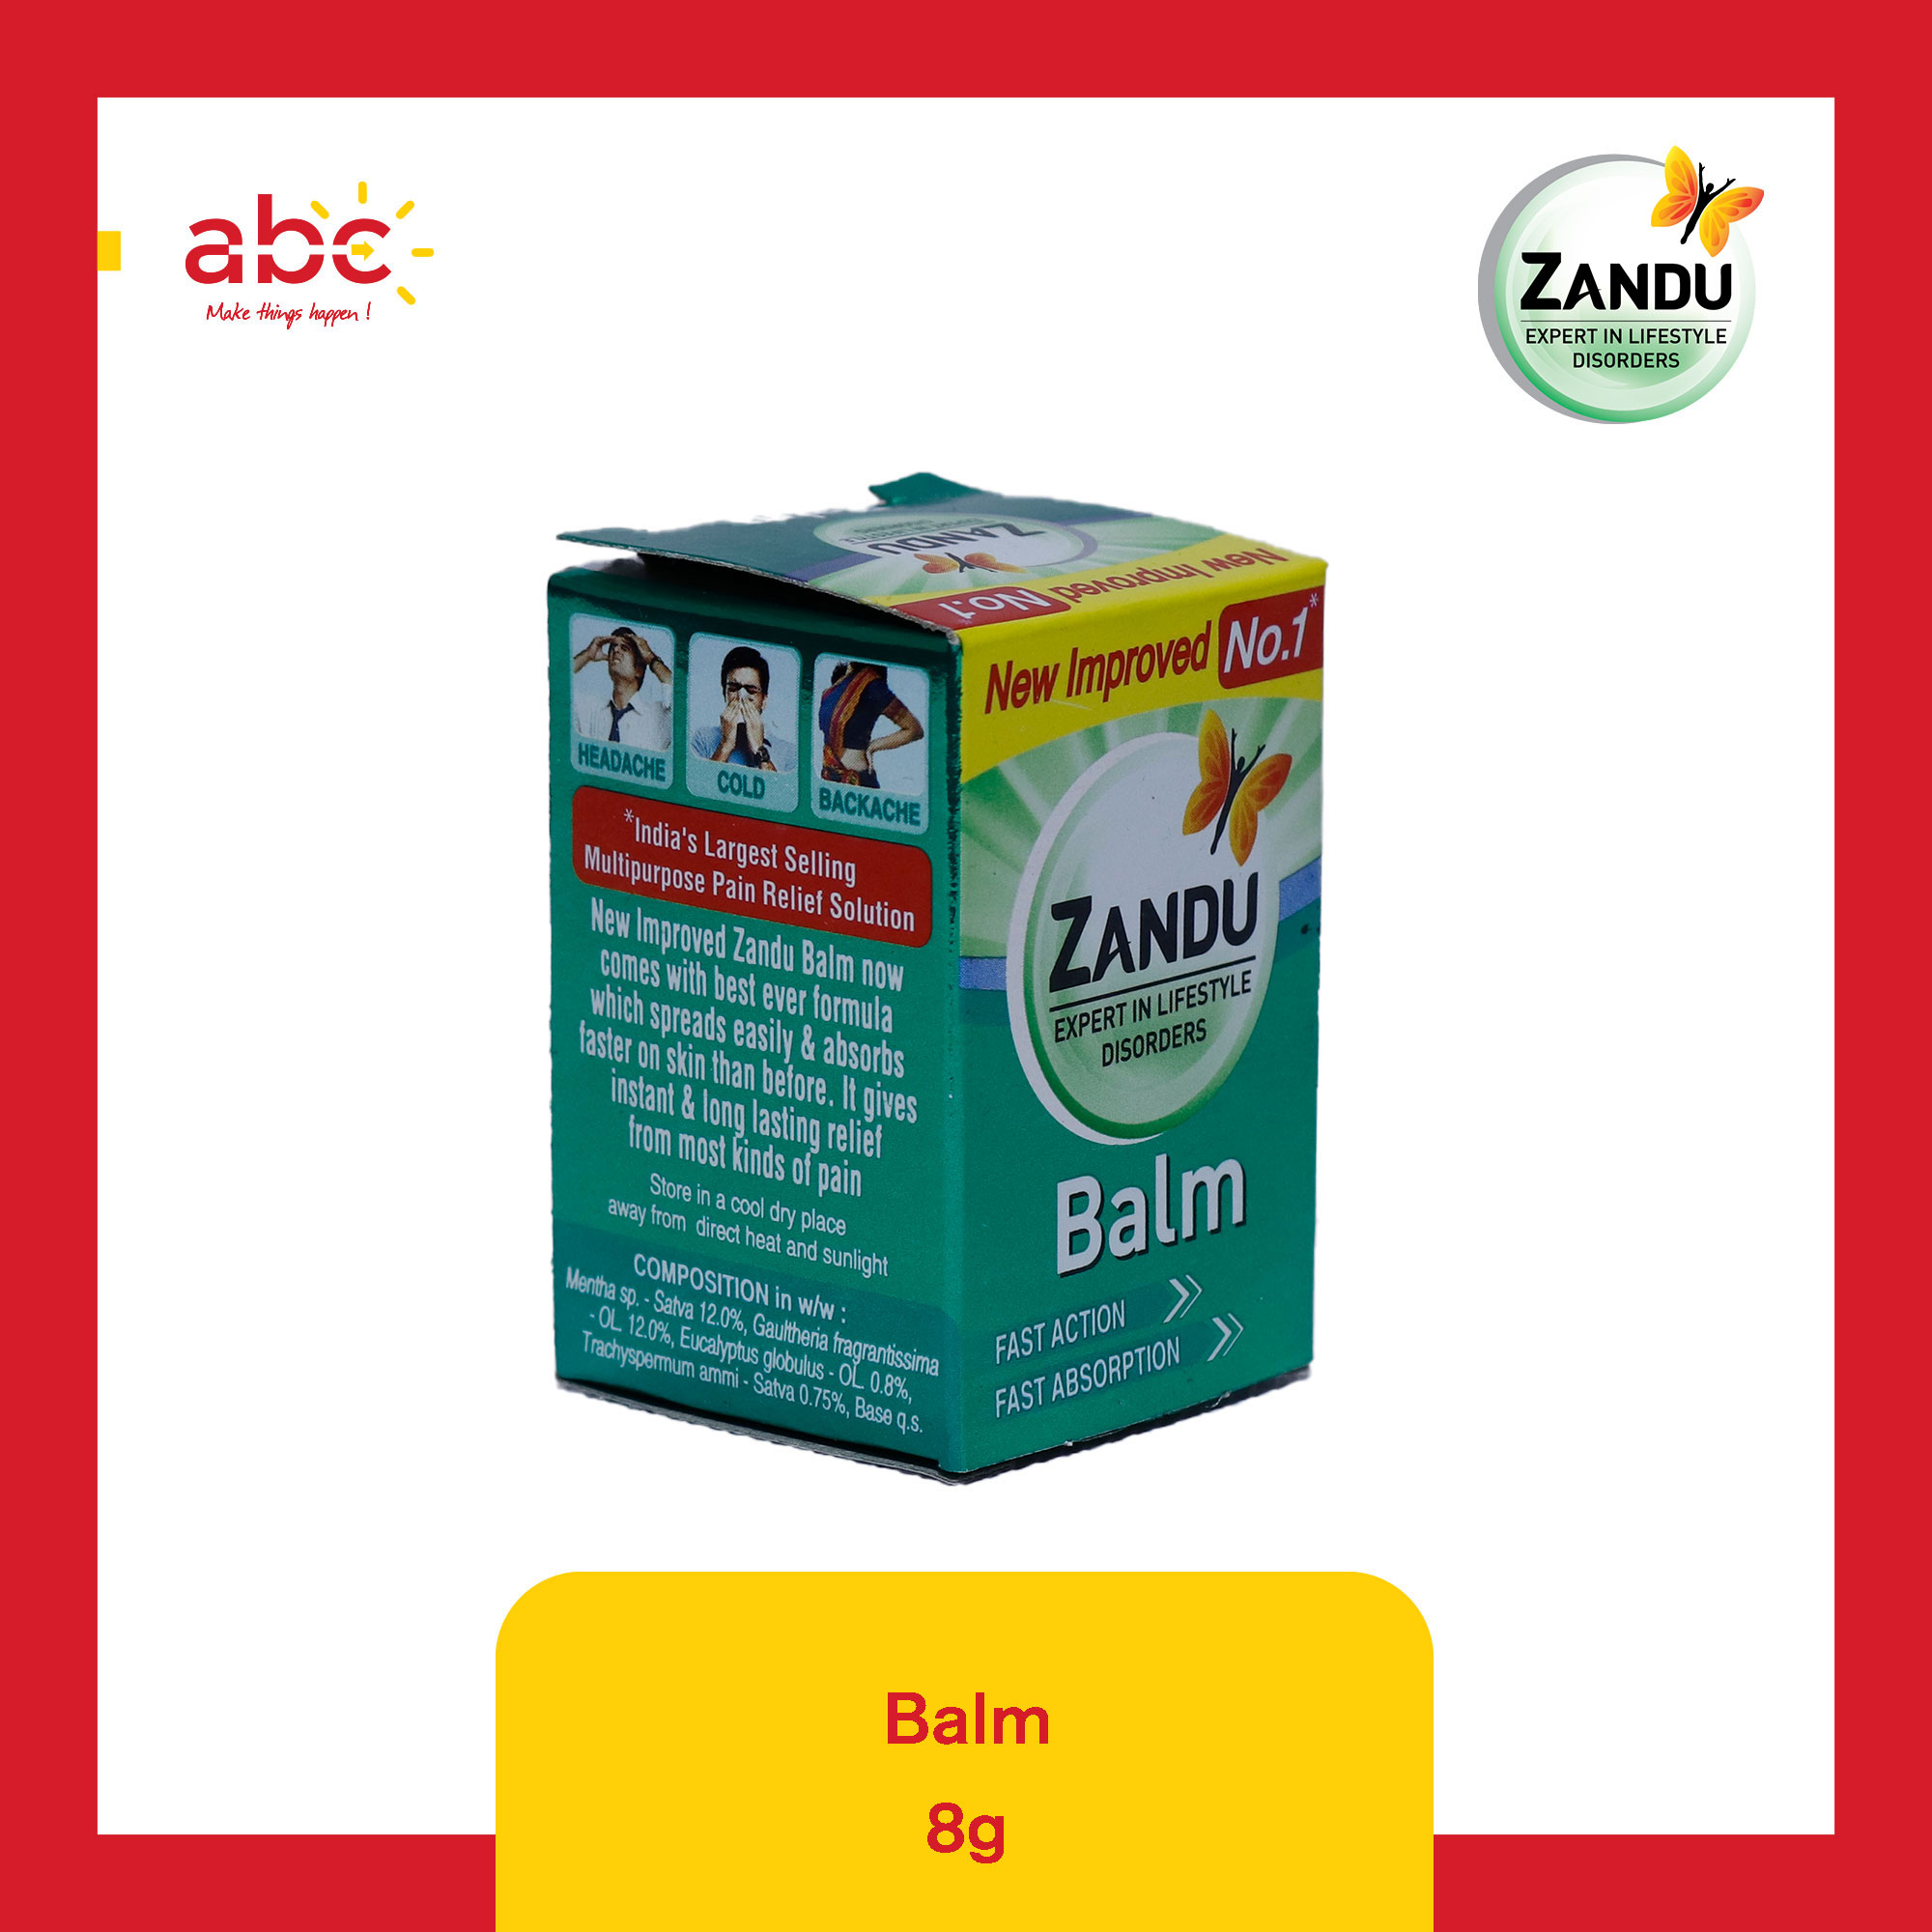 abc
Make things happen !
ZANDU
EXPERT IN LIFESTYLE
DISORDERS
ZANDU
EXPERT IN LIFESTYLE
New Improved No.1
New Improved No.1*
HEADACHE
COLD
BACKACHE
*India's Largest Selling
Multipurpose Pain Relief Solution
New Improved Zandu Balm now
comes with best ever formula
which spreads easily & absorbs
faster on skin than before. It gives
instant & long lasting relief
from most kinds of pain
Store in a cool dry place
away from direct heat and sunlight
COMPOSITION in w/w :
Mentha sp. - Satva 12.0%, Gaultheria fragrantissima
- OL. 12.0%, Eucalyptus globulus - OL. 0.8%,
Trachyspermum ammi - Satva 0.75%, Base q.s.
ZANDU
EXPERT IN LIFESTYLE
DISORDERS
Balm
FAST ACTION
FAST ABSORPTION
Balm
8g